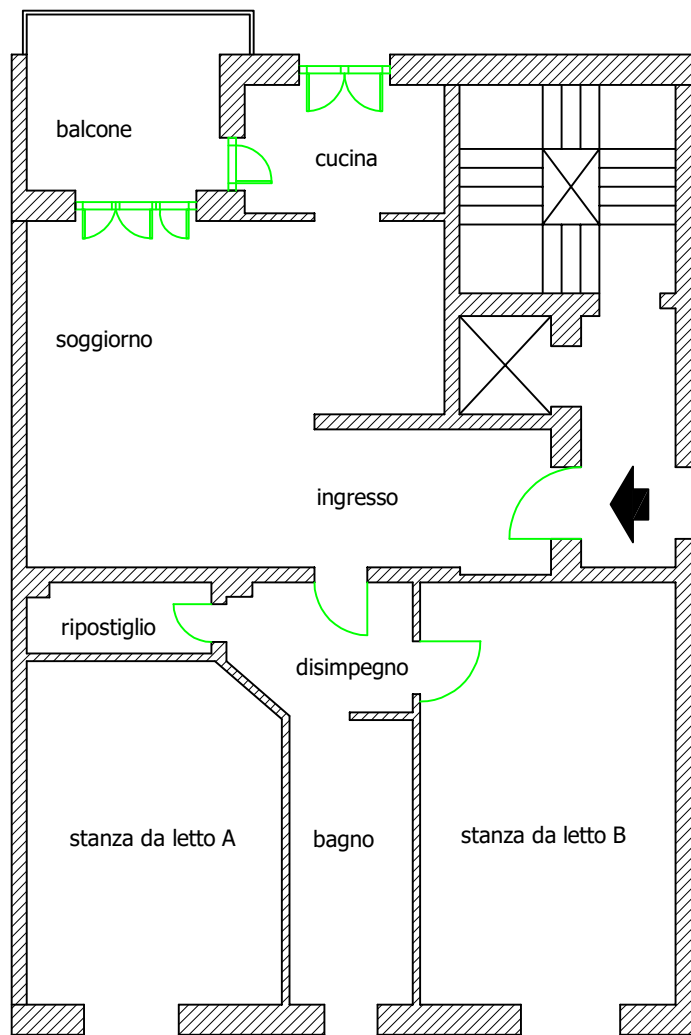 balcone
cucina
soggiorno
ingresso
ripostiglio
disimpegno
stanza da letto A
bagno
stanza da letto B